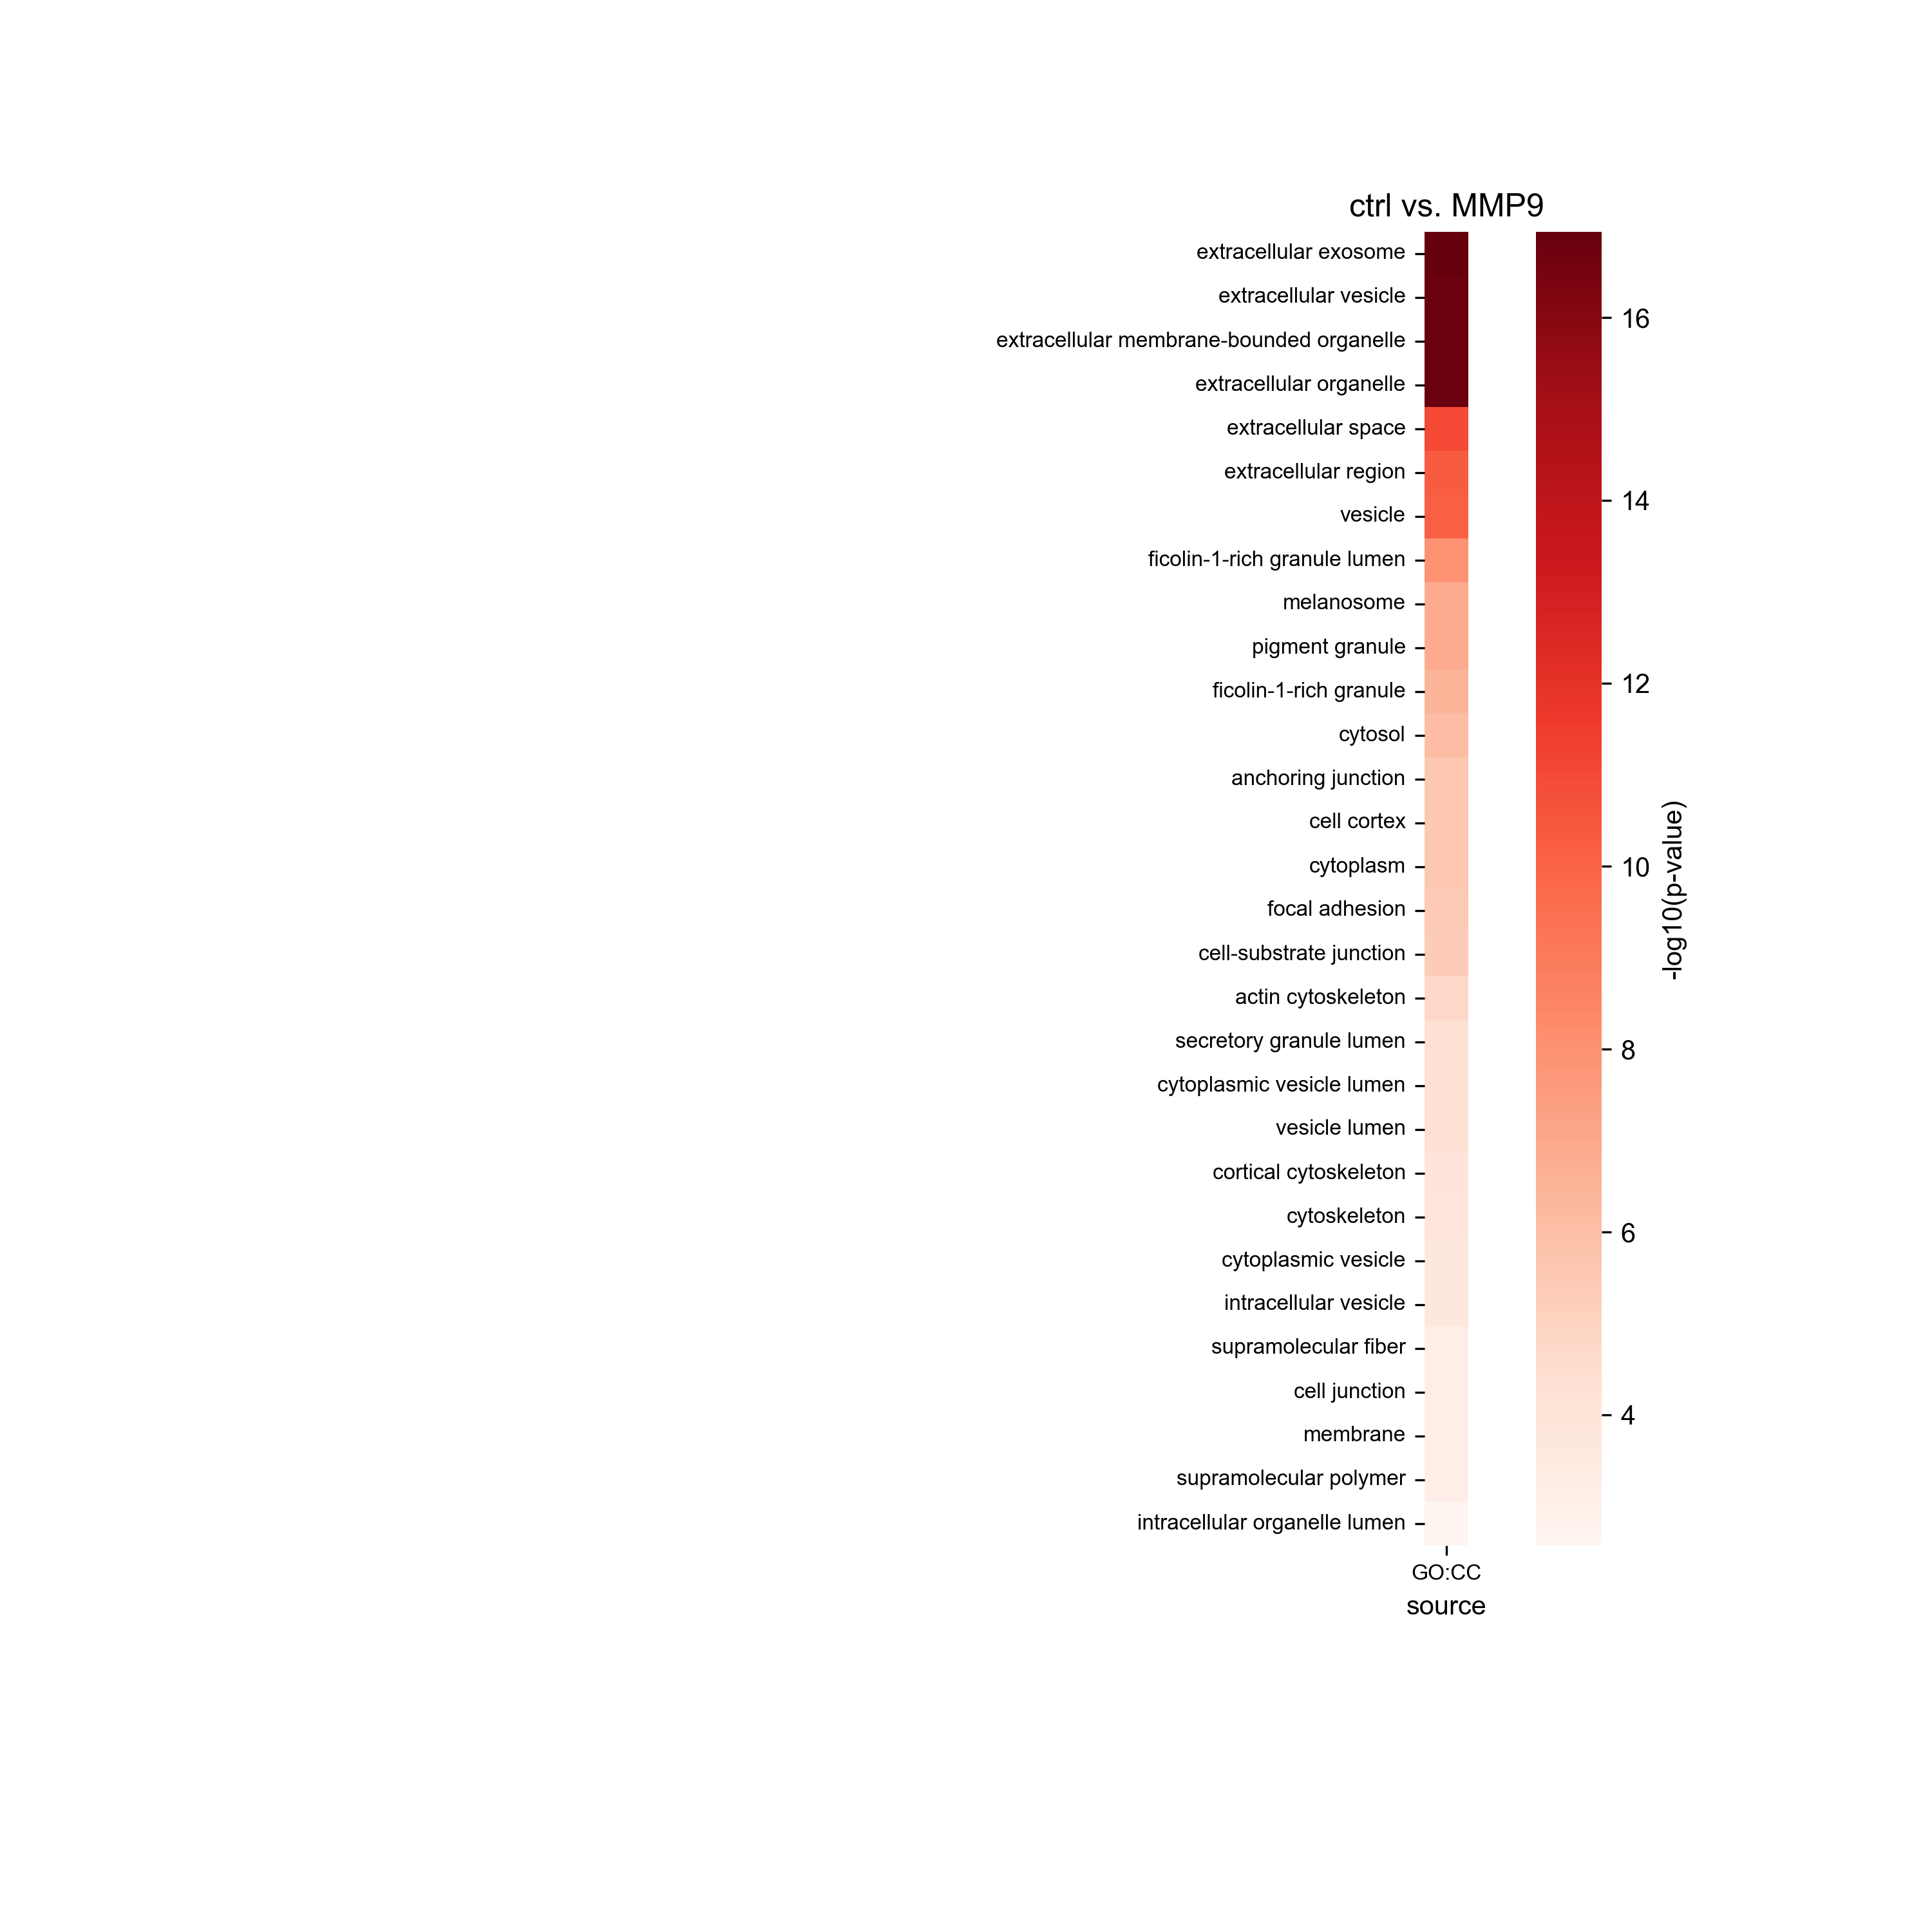 ctrl vs. MMP9
extracellular exosome
extracellular vesicle
extracellular membrane-bounded organelle
extracellular organelle
extracellular space
extracellular region
vesicle
ficolin-1-rich granule lumen
melanosome
pigment granule
ficolin-1-rich granule
cytosol
anchoring junction
cell cortex
cytoplasm
focal adhesion
cell-substrate junction
actin cytoskeleton
secretory granule lumen
cytoplasmic vesicle lumen
vesicle lumen
cortical cytoskeleton
cytoskeleton
cytoplasmic vesicle
intracellular vesicle
supramolecular fiber
cell junction
membrane
supramolecular polymer
intracellular organelle lumen
GO:CC
source
16
14
12
10
8
6
4
-log10(p-value)